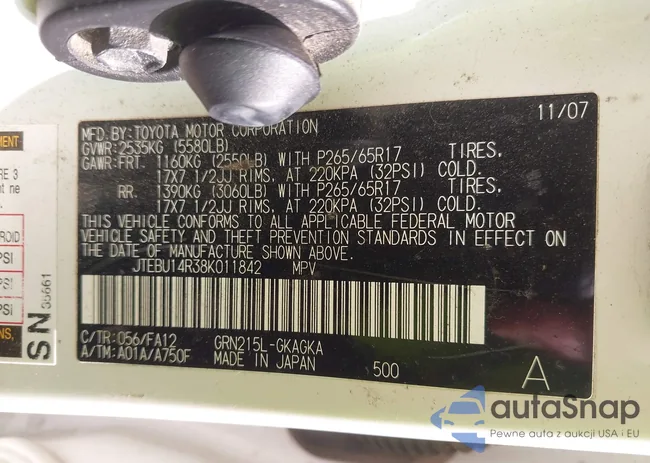 11/07
MFD. BY: TOYOTA MOTOR CORPORATION
GVWR: 2535KG (5580LB)
GAWR: FRT. 1160KG (2550LB) WITH P265/65R17 TIRES,
17X7 1/2JJ RIMS, AT 220KPA (32PSI) COLD.
RR. 1390KG (3060LB) WITH P265/65R17 TIRES,
17X7 1/2JJ RIMS, AT 220KPA (32PSI) COLD.
THIS VEHICLE CONFORMS TO ALL APPLICABLE FEDERAL MOTOR
VEHICLE SAFETY AND THEFT PREVENTION STANDARDS IN EFFECT ON
THE DATE OF MANUFACTURE SHOWN ABOVE.
JTEBU14R38K011842 MPV
C/TR: 056/FA12 GRN215L-GKAGKA
A/TM: A01A/A750F MADE IN JAPAN 500 A
SN 38661
autaSnap
Pewne auta z aukcji USA i EU